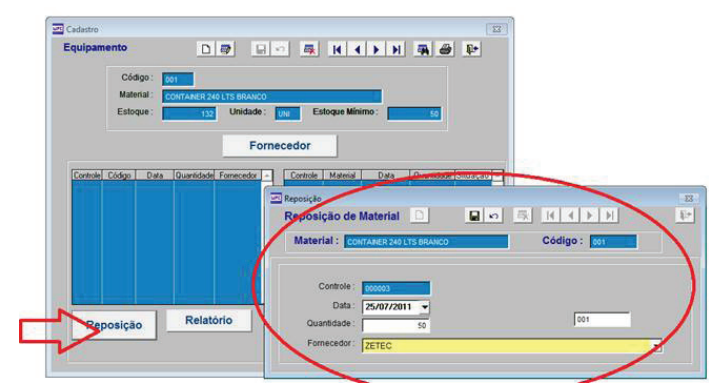 Cadastro
Equipamento
Código : 001
Material : CONTAINER 240 LTS BRANCO
Estoque : 132 Unidade : UNI Estoque Mínimo : 50
Fornecedor
Controle Código Data Quantidade Fornecedor
Controle Material Data Quantidade Situação
Reposição Relatório
Reposição
Reposição de Material
Material : CONTAINER 240 LTS BRANCO Código : 001
Controle : 000003
Data : 25/07/2011
Quantidade : 50 001
Fornecedor : ZETEC